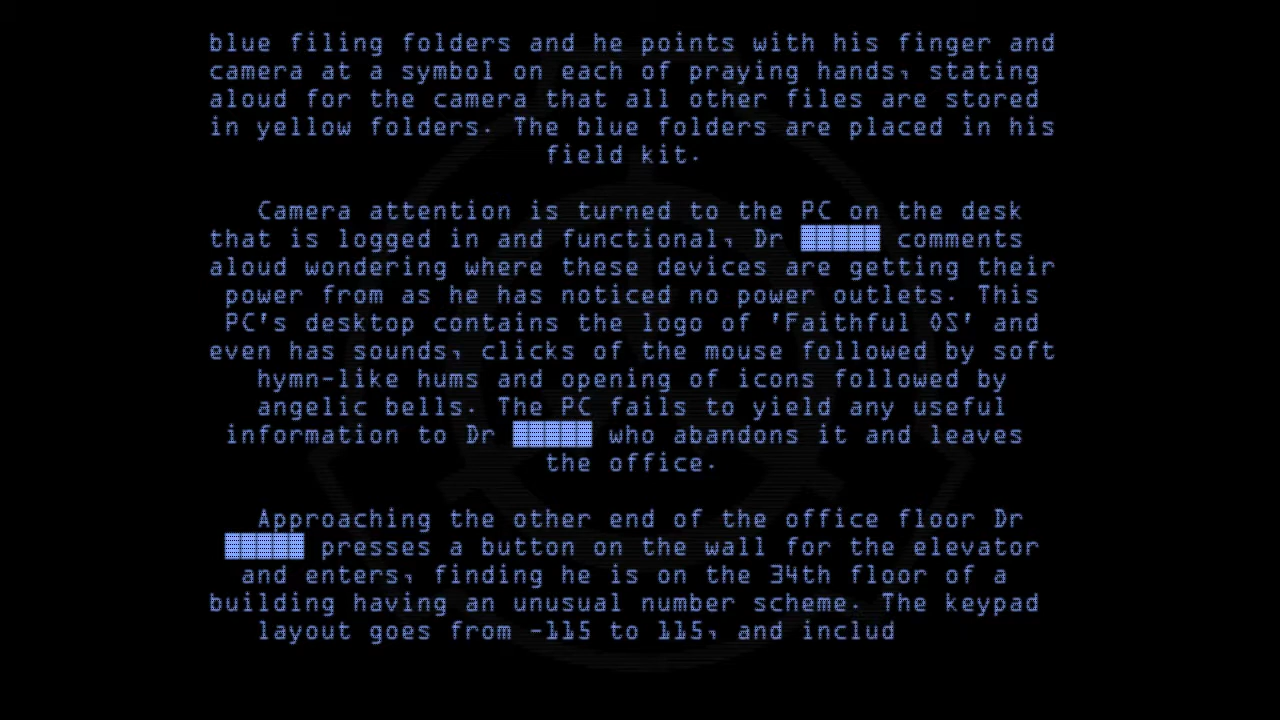 blue filing folders and he points with his finger and
camera at a symbol on each of praying hands, stating
aloud for the camera that all other files are stored
in yellow folders. The blue folders are placed in his
field kit.
Camera attention is turned to the PC on the desk
that is logged in and functional, Dr █████ comments
aloud wondering where these devices are getting their
power from as he has noticed no power outlets. This
PC's desktop contains the logo of 'Faithful OS' and
even has sounds, clicks of the mouse followed by soft
hymn-like hums and opening of icons followed by
angelic bells. The PC fails to yield any useful
information to Dr █████ who abandons it and leaves
the office.
Approaching the other end of the office floor Dr
█████ presses a button on the wall for the elevator
and enters, finding he is on the 34th floor of a
building having an unusual number scheme. The keypad
layout goes from -115 to 115, and includ